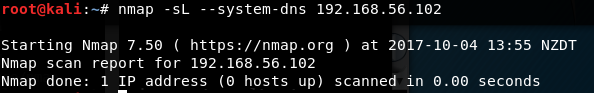 root@kali:~# nmap -sL --system-dns 192.168.56.102
Starting Nmap 7.50 ( https://nmap.org ) at 2017-10-04 13:55 NZDT
Nmap scan report for 192.168.56.102
Nmap done: 1 IP address (0 hosts up) scanned in 0.00 seconds